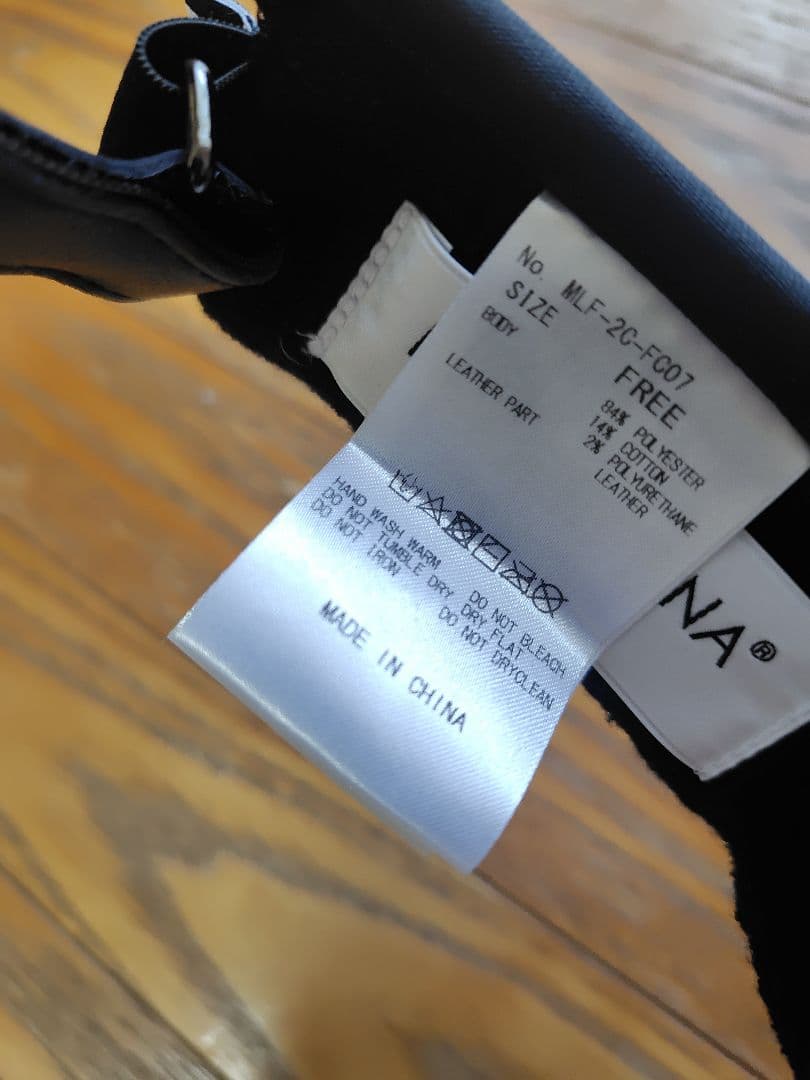 No. MLF-2C-FC07
SIZE FREE
BODY 84% POLYESTER
14% COTTON
2% POLYURETHANE
LEATHER PART LEATHER
HAND WASH WARM DO NOT BLEACH
DO NOT TUMBLE DRY DRY FLAT
DO NOT IRON DO NOT DRYCLEAN
MADE IN CHINA
NA®